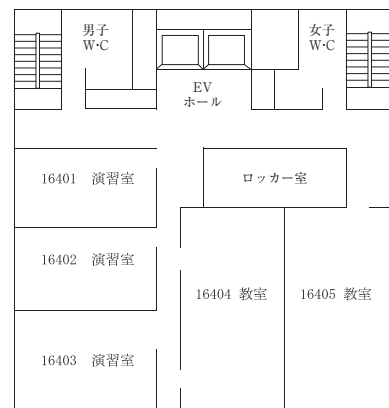 男子
W·C
女子
W·C
EV
ホール
16401 演習室
ロッカー室
16402 演習室
16404 教室
16405 教室
16403 演習室